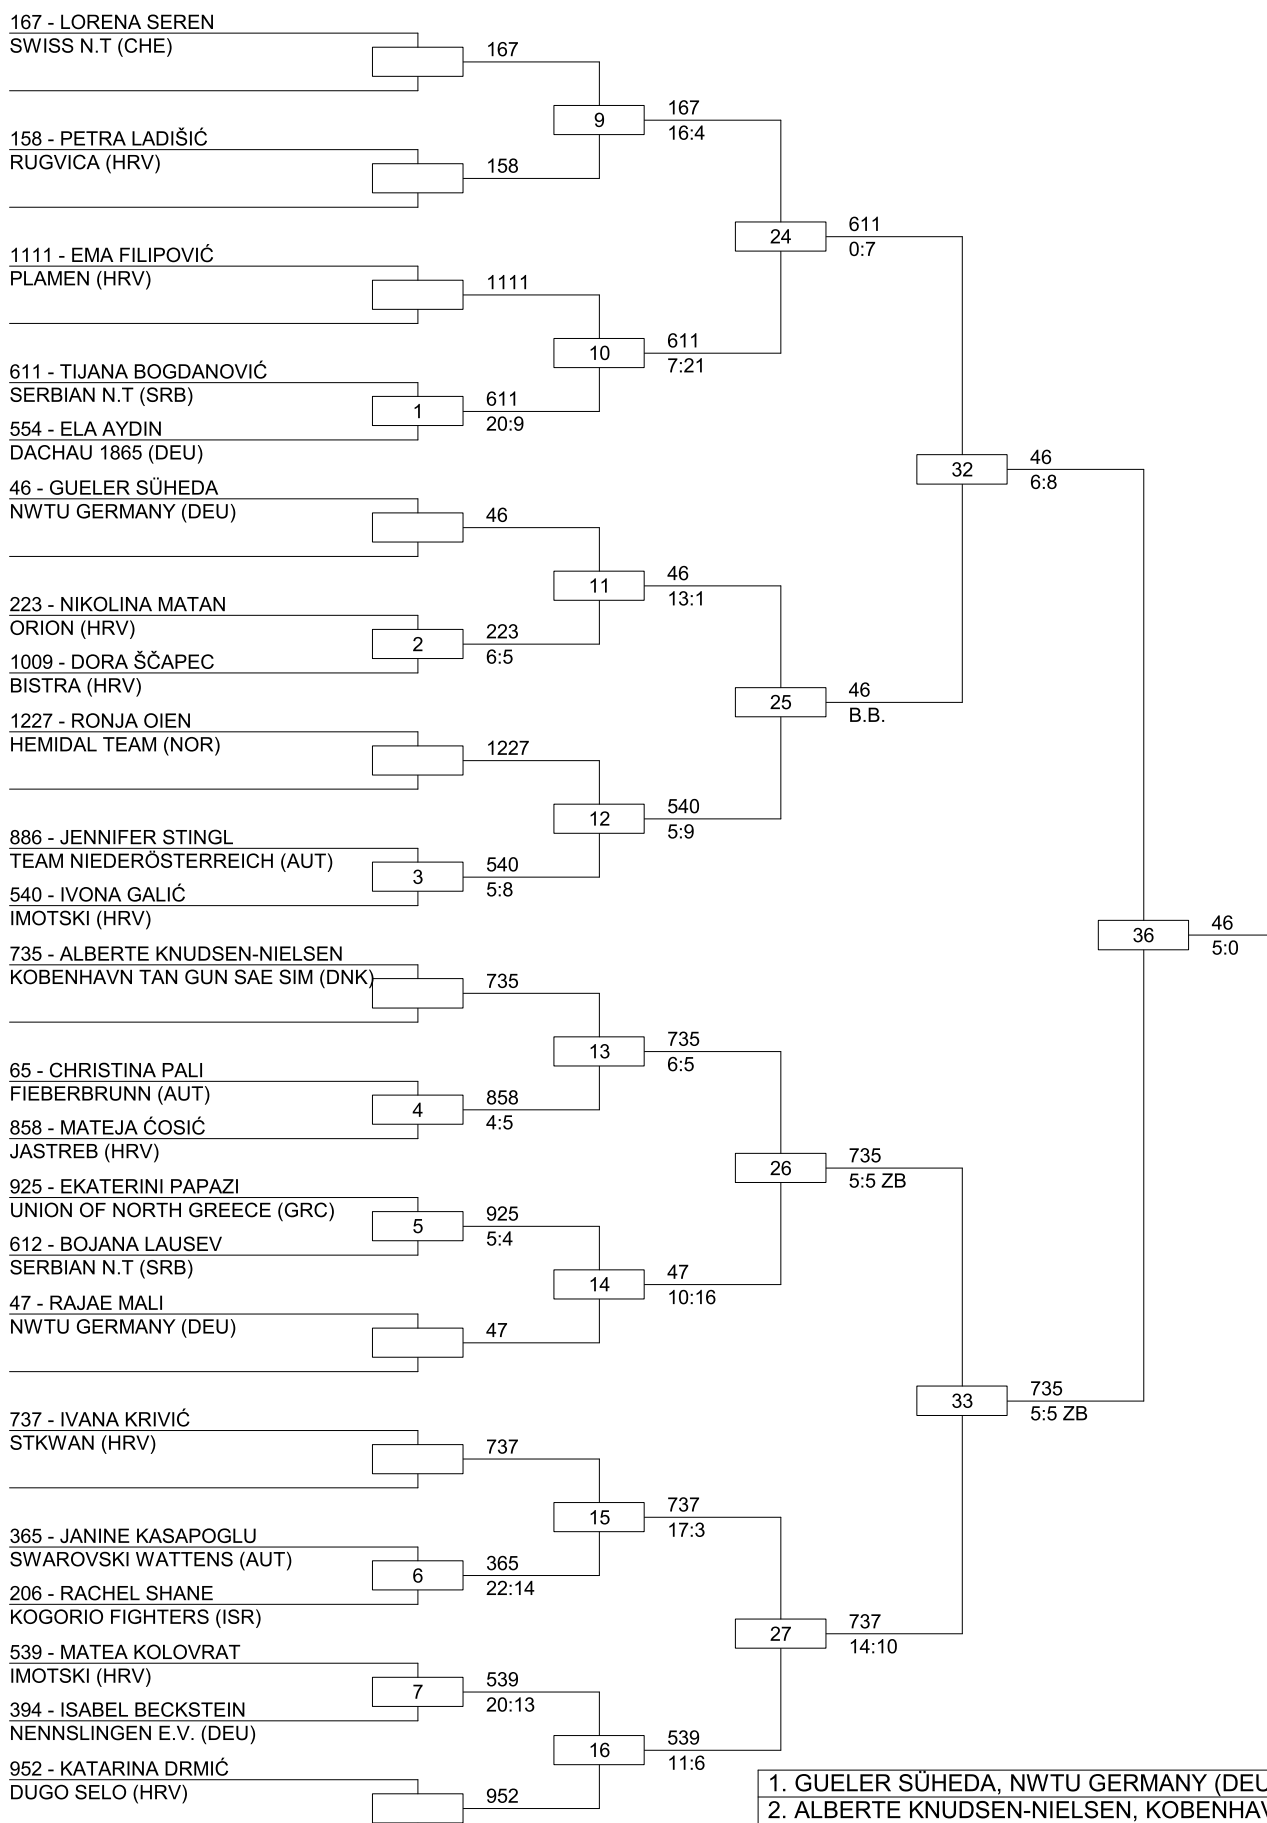 167 - LORENA SEREN
SWISS N.T (CHE)
167
9
167
16:4
158 - PETRA LADIŠIĆ
RUGVICA (HRV)
158
24
611
0:7
1111 - EMA FILIPOVIĆ
PLAMEN (HRV)
1111
10
611
7:21
611 - TIJANA BOGDANOVIĆ
SERBIAN N.T (SRB)
1
611
20:9
554 - ELA AYDIN
DACHAU 1865 (DEU)
32
46
6:8
46 - GUELER SÜHEDA
NWTU GERMANY (DEU)
46
11
46
13:1
223 - NIKOLINA MATAN
ORION (HRV)
2
223
6:5
1009 - DORA ŠČAPEC
BISTRA (HRV)
25
46
B.B.
1227 - RONJA OIEN
HEMIDAL TEAM (NOR)
1227
12
540
5:9
886 - JENNIFER STINGL
TEAM NIEDERÖSTERREICH (AUT)
3
540
5:8
540 - IVONA GALIĆ
IMOTSKI (HRV)
36
46
5:0
735 - ALBERTE KNUDSEN-NIELSEN
KOBENHAVN TAN GUN SAE SIM (DNK)
735
13
735
6:5
65 - CHRISTINA PALI
FIEBERBRUNN (AUT)
4
858
4:5
858 - MATEJA ĆOSIĆ
JASTREB (HRV)
26
735
5:5 ZB
925 - EKATERINI PAPAZI
UNION OF NORTH GREECE (GRC)
5
925
5:4
612 - BOJANA LAUSEV
SERBIAN N.T (SRB)
14
47
10:16
47 - RAJAE MALI
NWTU GERMANY (DEU)
47
33
735
5:5 ZB
737 - IVANA KRIVIĆ
STKWAN (HRV)
737
15
737
17:3
365 - JANINE KASAPOGLU
SWAROVSKI WATTENS (AUT)
6
365
22:14
206 - RACHEL SHANE
KOGORIO FIGHTERS (ISR)
27
737
14:10
539 - MATEA KOLOVRAT
IMOTSKI (HRV)
7
539
20:13
394 - ISABEL BECKSTEIN
NENNSLINGEN E.V. (DEU)
16
539
11:6
952 - KATARINA DRMIĆ
DUGO SELO (HRV)
952
1. GUELER SÜHEDA, NWTU GERMANY (DEU
2. ALBERTE KNUDSEN-NIELSEN, KOBENHAV